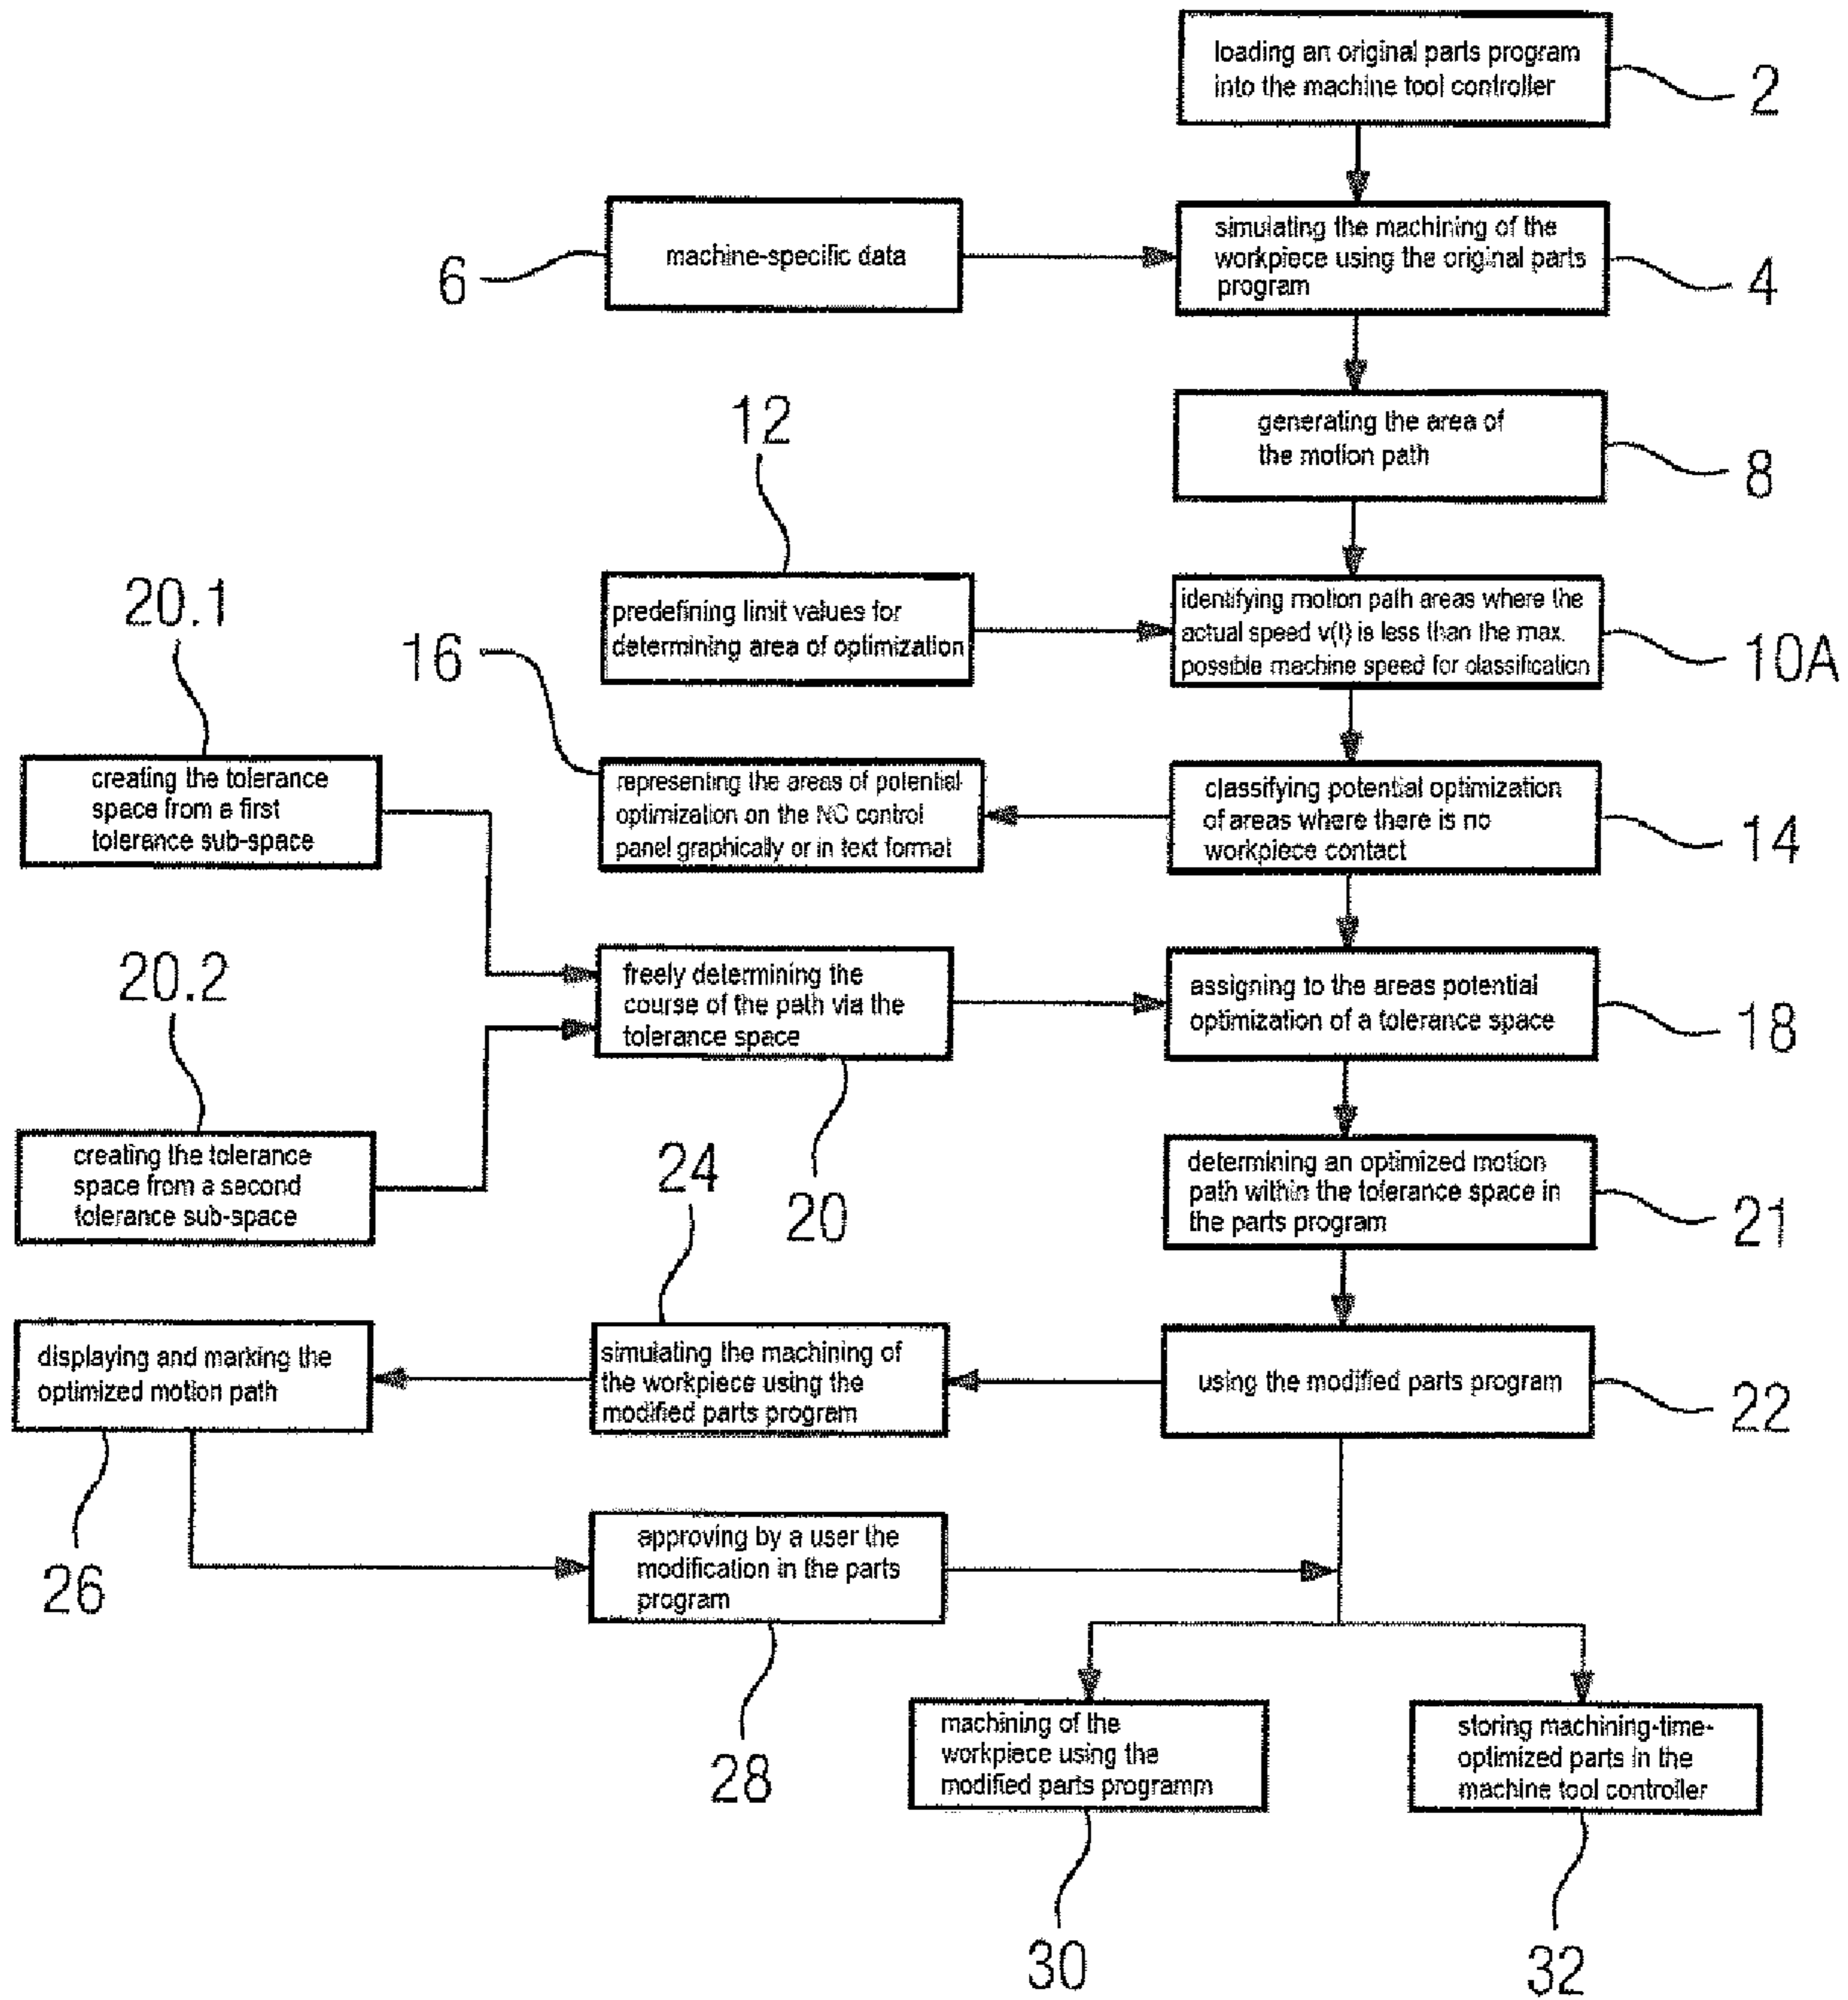 loading an original parts program
into the machine tool controller
2
machine-specific data
6
simulating the machining of the
workpiece using the original parts
program
4
generating the area of
the motion path
8
12
predefining limit values for
determining area of optimization
identifying motion path areas where the
actual speed v(t) is less than the max.
possible machine speed for classification
10A
16
representing the areas of potential
optimization on the NC control
panel graphically or in text format
classifying potential optimization
of areas where there is no
workpiece contact
14
20.1
creating the tolerance
space from a first
tolerance sub-space
20.2
creating the tolerance
space from a second
tolerance sub-space
freely determining the
course of the path via the
tolerance space
20
assigning to the areas potential
optimization of a tolerance space
18
determining an optimized motion
path within the tolerance space in
the parts program
21
using the modified parts program
22
24
simulating the machining of
the workpiece using the
modified parts program
displaying and marking the
optimized motion path
26
approving by a user the
modification in the parts
program
28
machining of the
workpiece using the
modified parts programm
30
storing machining-time-
optimized parts in the
machine tool controller
32